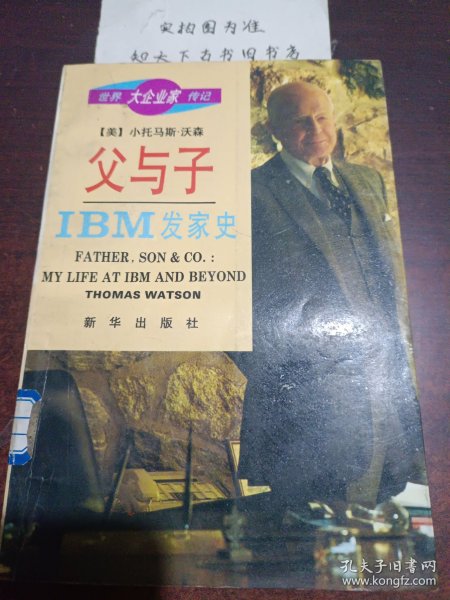 实拍图为准
知天下古书旧书斋
世界 大企业家 传记
【美】小托马斯·沃森
父与子
IBM发家史
FATHER, SON & CO. :
MY LIFE AT IBM AND BEYOND
THOMAS WATSON
新华出版社
孔夫子旧书网
www.kongfz.com